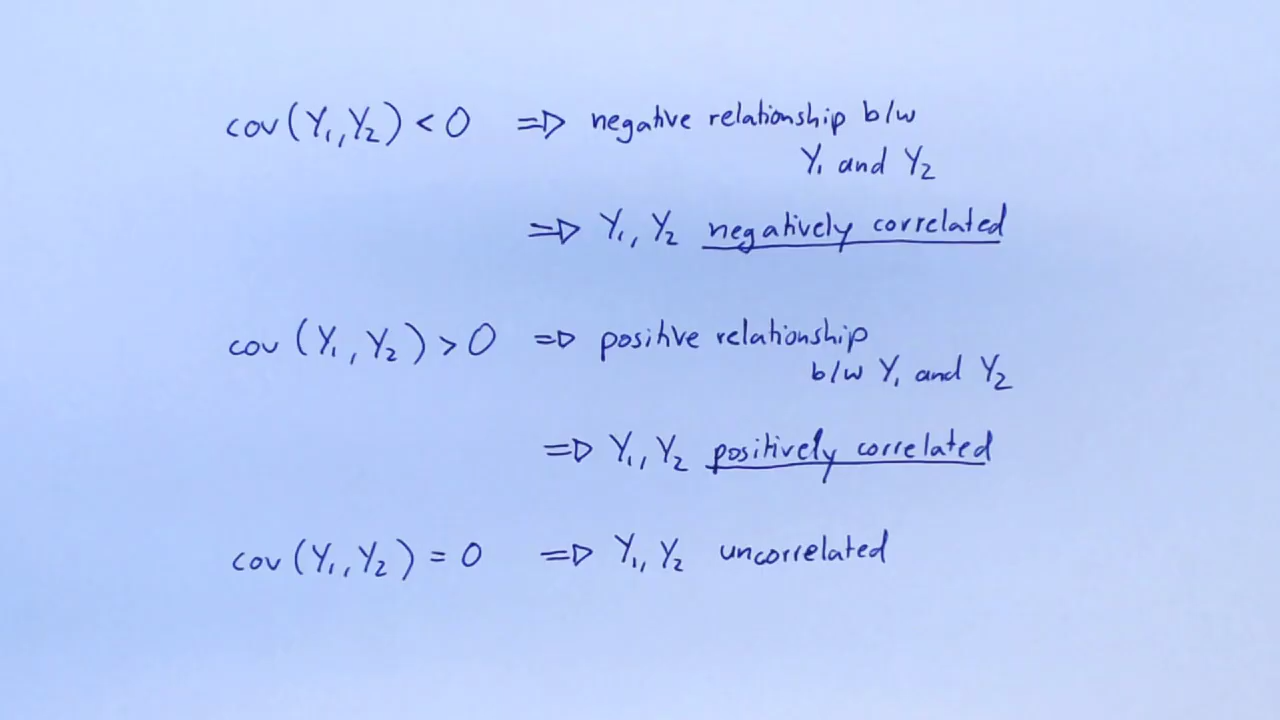 cov(Y₁,Y₂) < 0 ⇒ negative relationship b/w
Y₁ and Y₂
⇒ Y₁, Y₂ negatively correlated
cov (Y₁, Y₂) > 0 ⇒ positive relationship
b/w Y₁ and Y₂
⇒ Y₁, Y₂ positively correlated
cov (Y₁, Y₂) = 0 ⇒ Y₁, Y₂ uncorrelated